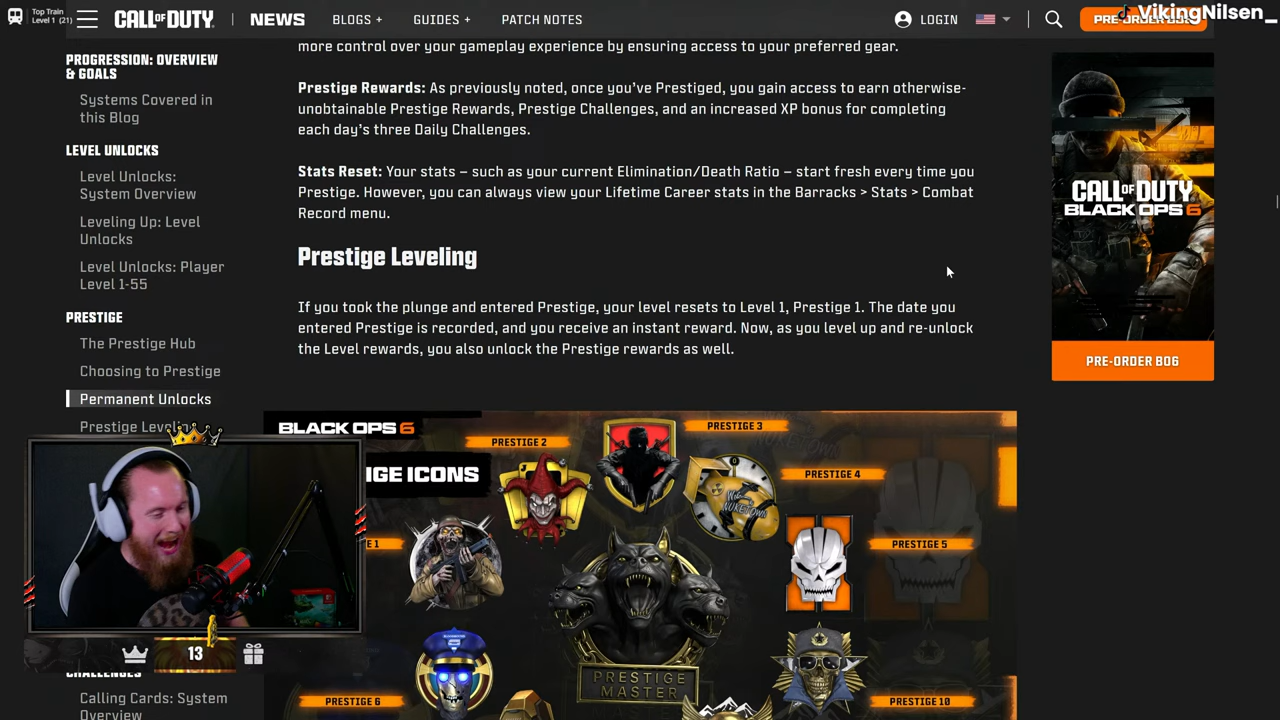 Top Train
Level 1 (21)
CALL OF DUTY
NEWS
BLOGS +
GUIDES +
PATCH NOTES
LOGIN
PRE-ORDER BO6
VikingNilsen_
PROGRESSION: OVERVIEW
& GOALS
Systems Covered in
this Blog
LEVEL UNLOCKS
Level Unlocks:
System Overview
Leveling Up: Level
Unlocks
Level Unlocks: Player
Level 1-55
PRESTIGE
The Prestige Hub
Choosing to Prestige
Permanent Unlocks
Prestige Leveling
13
CHALLENGES
Calling Cards: System
Overview
more control over your gameplay experience by ensuring access to your preferred gear.
Prestige Rewards: As previously noted, once you’ve Prestiged, you gain access to earn otherwise-
unobtainable Prestige Rewards, Prestige Challenges, and an increased XP bonus for completing
each day’s three Daily Challenges.
Stats Reset: Your stats – such as your current Elimination/Death Ratio – start fresh every time you
Prestige. However, you can always view your Lifetime Career stats in the Barracks > Stats > Combat
Record menu.
Prestige Leveling
If you took the plunge and entered Prestige, your level resets to Level 1, Prestige 1. The date you
entered Prestige is recorded, and you receive an instant reward. Now, as you level up and re-unlock
the Level rewards, you also unlock the Prestige rewards as well.
BLACK OPS 6
IGE ICONS
PRESTIGE 2
PRESTIGE 3
PRESTIGE 4
PRESTIGE 5
E 1
PRESTIGE 6
PRESTIGE 10
NUKETOWN
PRESTIGE
MASTER
CALL OF DUTY
BLACK OPS 6
PRE-ORDER BO6